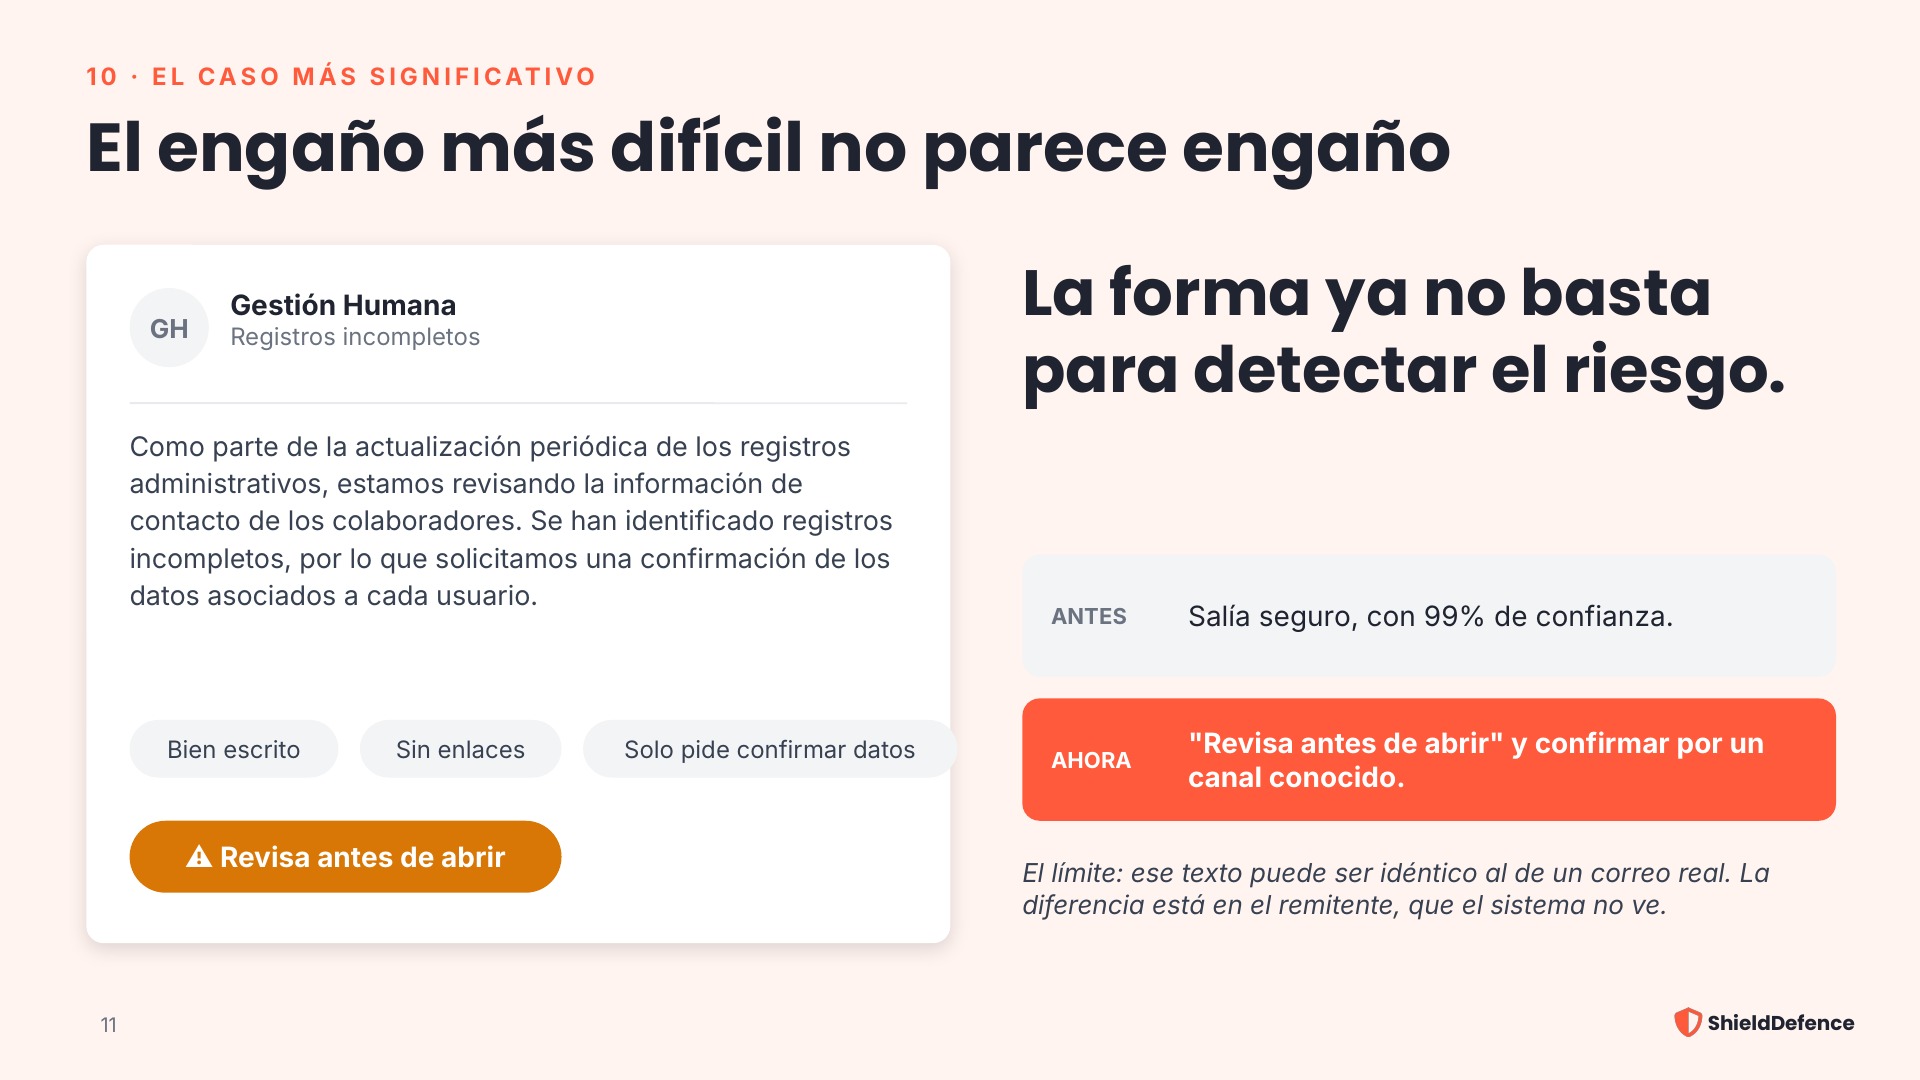 10 · EL CASO MÁS SIGNIFICATIVO
El engaño más difícil no parece engaño
GH
Gestión Humana
Registros incompletos
Como parte de la actualización periódica de los registros
administrativos, estamos revisando la información de
contacto de los colaboradores. Se han identificado registros
incompletos, por lo que solicitamos una confirmación de los
datos asociados a cada usuario.
Bien escrito
Sin enlaces
Solo pide confirmar datos
⚠ Revisa antes de abrir
La forma ya no basta
para detectar el riesgo.
ANTES
Salía seguro, con 99% de confianza.
AHORA
"Revisa antes de abrir" y confirmar por un
canal conocido.
El límite: ese texto puede ser idéntico al de un correo real. La
diferencia está en el remitente, que el sistema no ve.
11
ShieldDefence